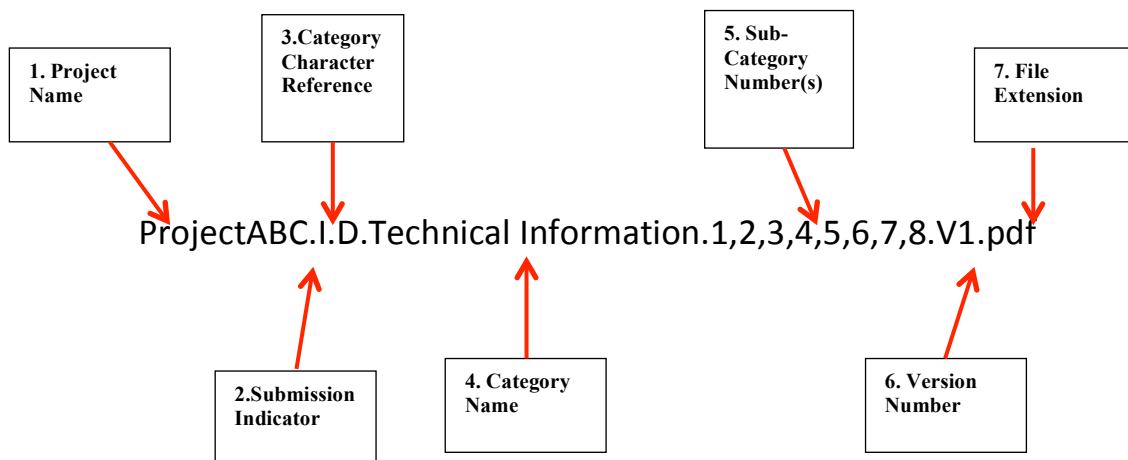 1. Project
Name
3.Category
Character
Reference
5. Sub-
Category
Number(s)
7. File
Extension
ProjectABC.I.D.Technical Information.1,2,3,4,5,6,7,8.V1.pdf
2.Submission
Indicator
4. Category
Name
6. Version
Number